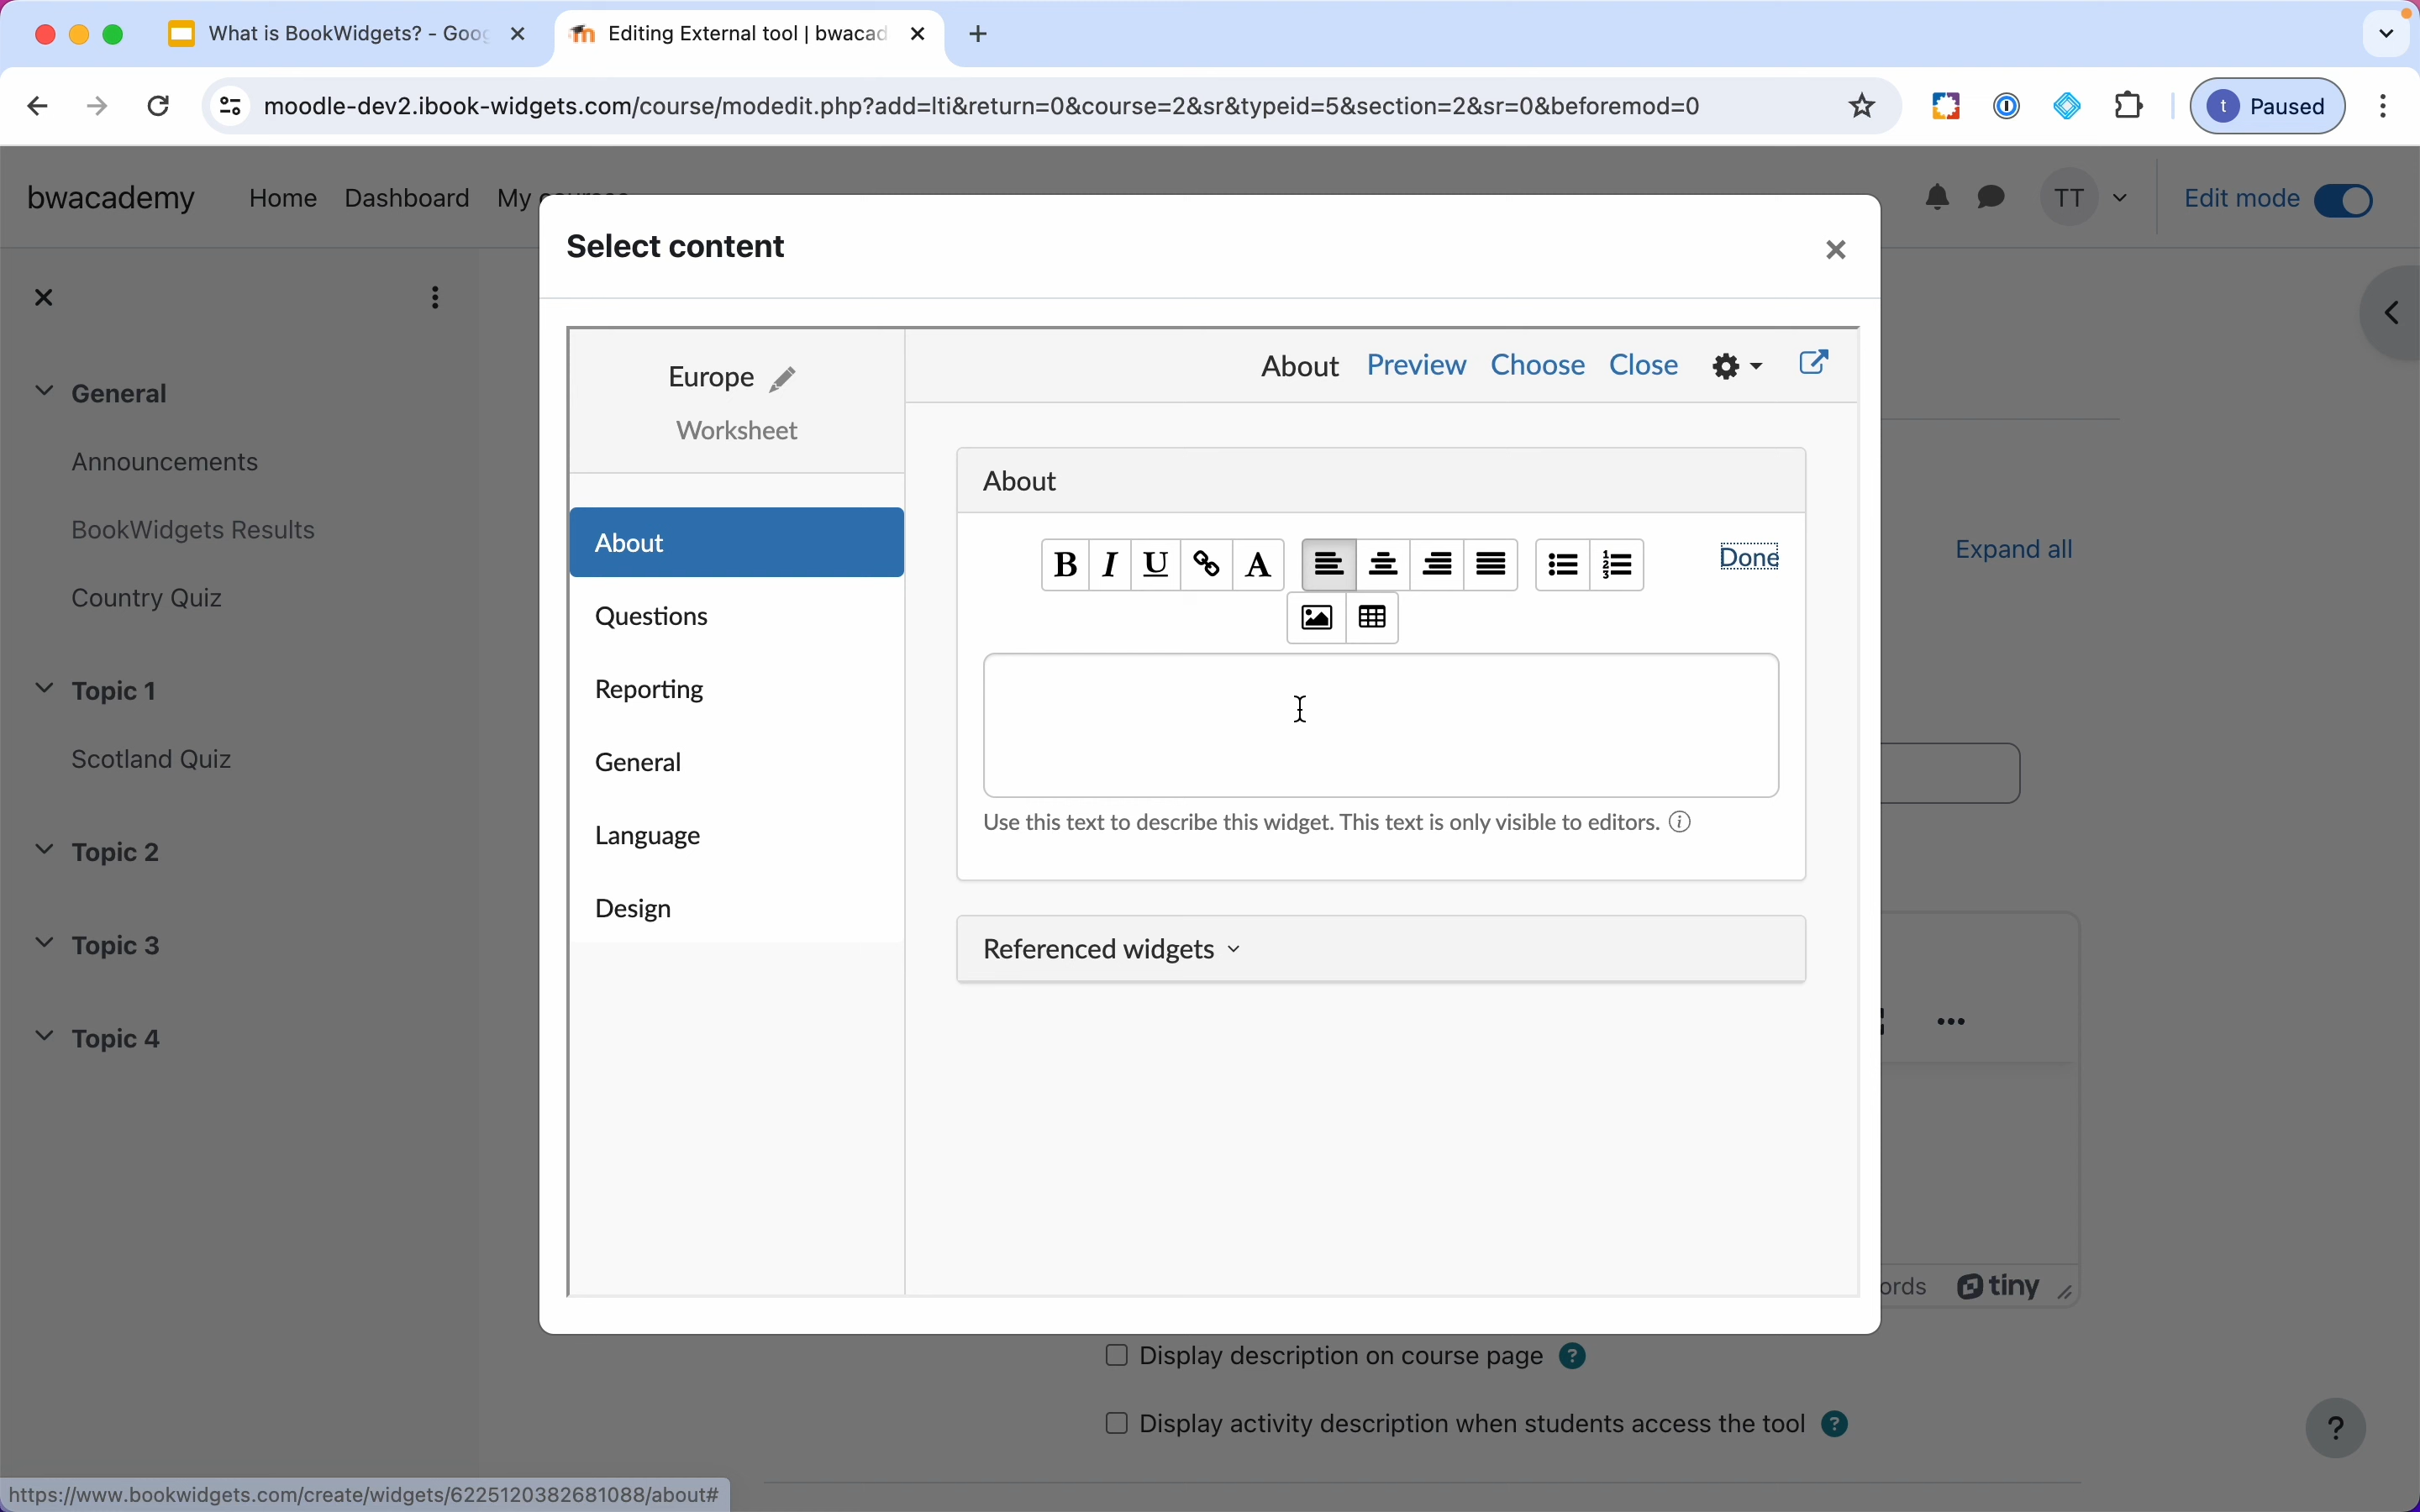 What is BookWidgets? - Goog
Editing External tool | bwacad
moodle-dev2.ibook-widgets.com/course/modedit.php?add=lti&return=0&course=2&sr&typeid=5&section=2&sr=0&beforemod=0
t Paused
bwacademy
Home
Dashboard
My courses
TT
Edit mode
Select content
General
Announcements
BookWidgets Results
Country Quiz
Topic 1
Scotland Quiz
Topic 2
Topic 3
Topic 4
Europe
Worksheet
About
Questions
Reporting
General
Language
Design
About Preview Choose Close
About
B I U A
Done
Use this text to describe this widget. This text is only visible to editors.
Referenced widgets
Expand all
ords
tiny
Display description on course page ?
Display activity description when students access the tool ?
?
https://www.bookwidgets.com/create/widgets/6225120382681088/about#